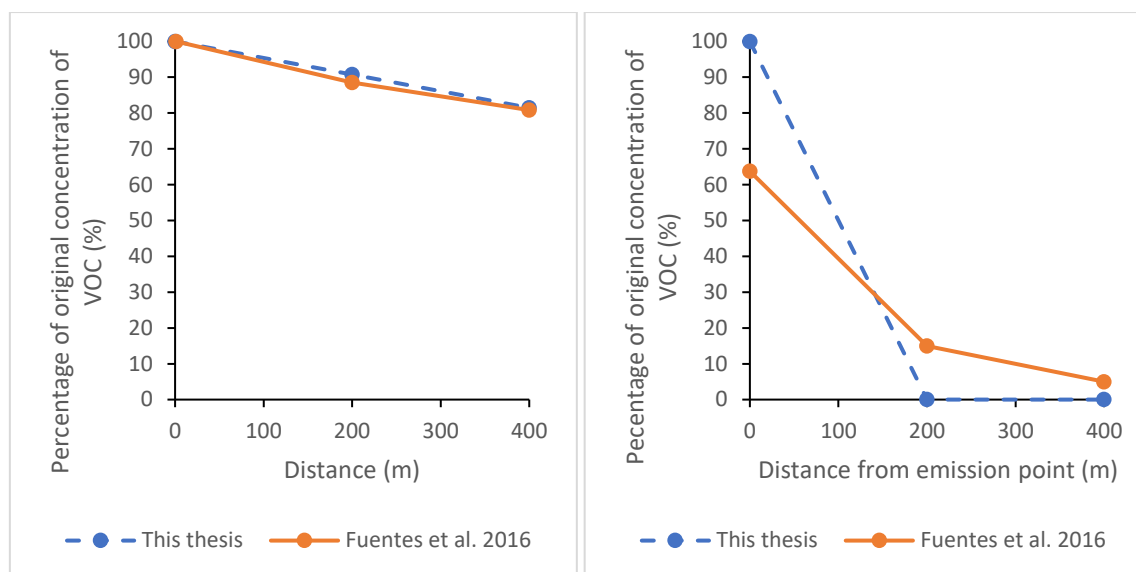 Percentage of original concentration of
VOC (%)
100
90
80
70
60
50
40
30
20
10
0
0 100 200 300 400
Distance (m)
This thesis Fuentes et al. 2016
Pecentage of original concentration of
VOC (%)
100
90
80
70
60
50
40
30
20
10
0
0 100 200 300 400
Distance from emission point (m)
This thesis Fuentes et al. 2016